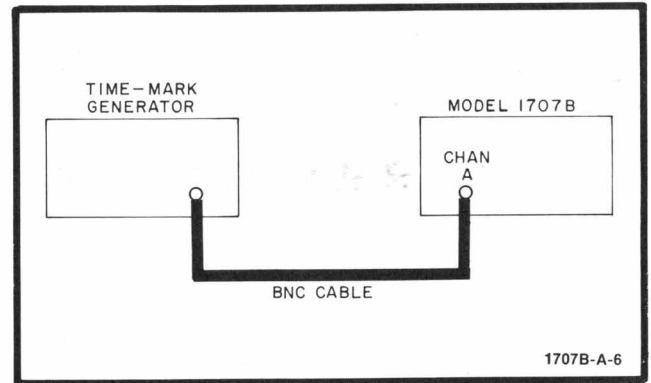 TIME-MARK
GENERATOR
MODEL 1707B
CHAN
A
BNC CABLE
1707B-A-6